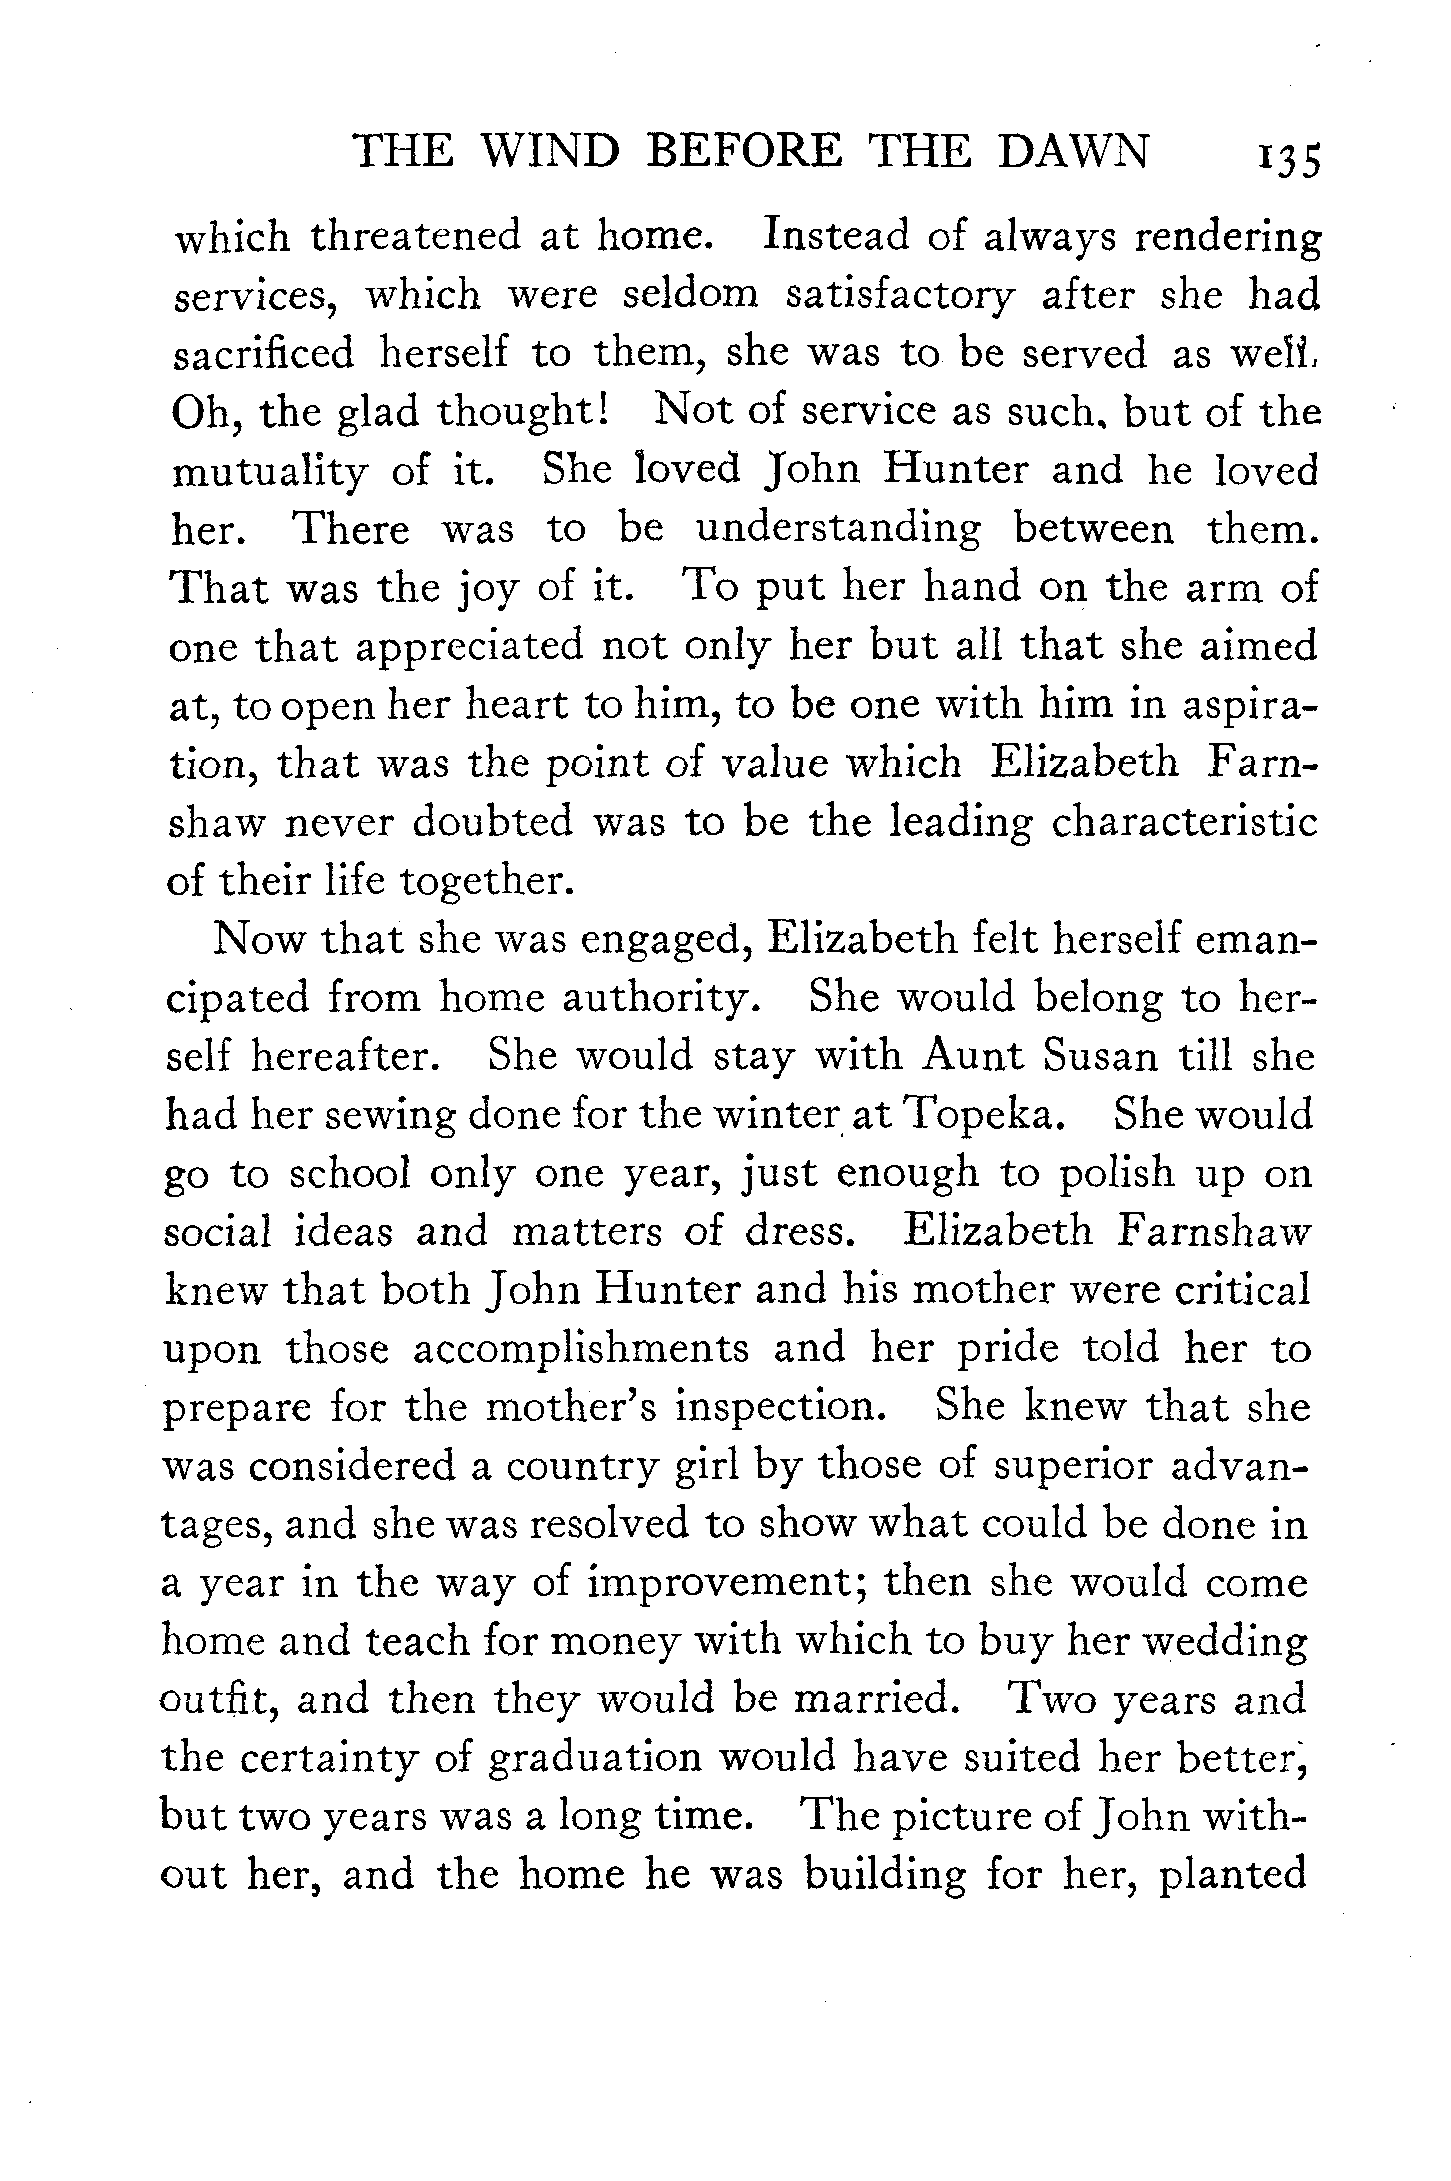 THE WIND BEFORE THE DAWN 135
which threatened at home. Instead of always rendering
services, which were seldom satisfactory after she had
sacrificed herself to them, she was to be served as well.
Oh, the glad thought! Not of service as such, but of the
mutuality of it. She loved John Hunter and he loved
her. There was to be understanding between them.
That was the joy of it. To put her hand on the arm of
one that appreciated not only her but all that she aimed
at, to open her heart to him, to be one with him in aspira-
tion, that was the point of value which Elizabeth Farn-
shaw never doubted was to be the leading characteristic
of their life together.
Now that she was engaged, Elizabeth felt herself eman-
cipated from home authority. She would belong to her-
self hereafter. She would stay with Aunt Susan till she
had her sewing done for the winter at Topeka. She would
go to school only one year, just enough to polish up on
social ideas and matters of dress. Elizabeth Farnshaw
knew that both John Hunter and his mother were critical
upon those accomplishments and her pride told her to
prepare for the mother's inspection. She knew that she
was considered a country girl by those of superior advan-
tages, and she was resolved to show what could be done in
a year in the way of improvement; then she would come
home and teach for money with which to buy her wedding
outfit, and then they would be married. Two years and
the certainty of graduation would have suited her better,
but two years was a long time. The picture of John with-
out her, and the home he was building for her, planted